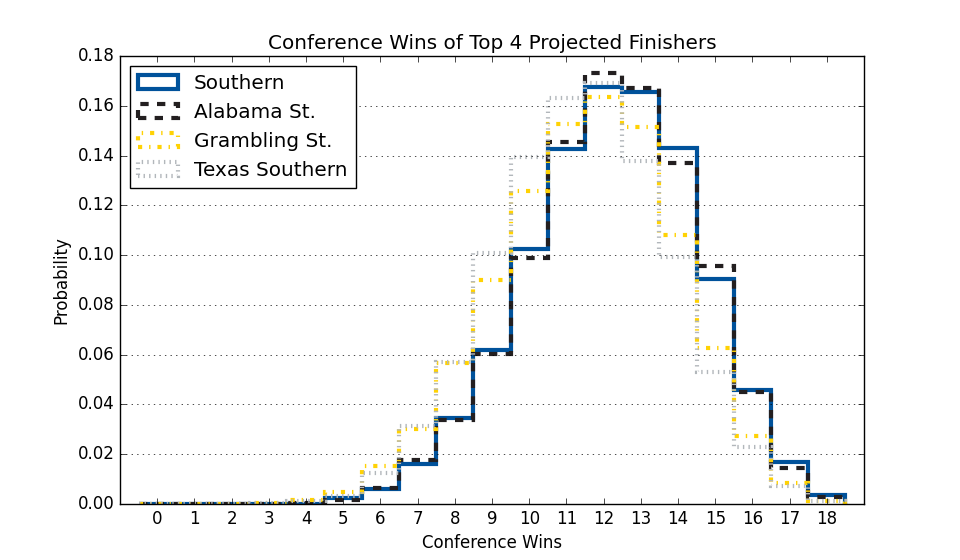 Conference Wins of Top 4 Projected Finishers
0.18
0.16
0.14
0.12
0.10
0.08
0.06
0.04
0.02
0.00
Probability
Southern
Alabama St.
Grambling St.
Texas Southern
0 1 2 3 4 5 6 7 8 9 10 11 12 13 14 15 16 17 18
Conference Wins